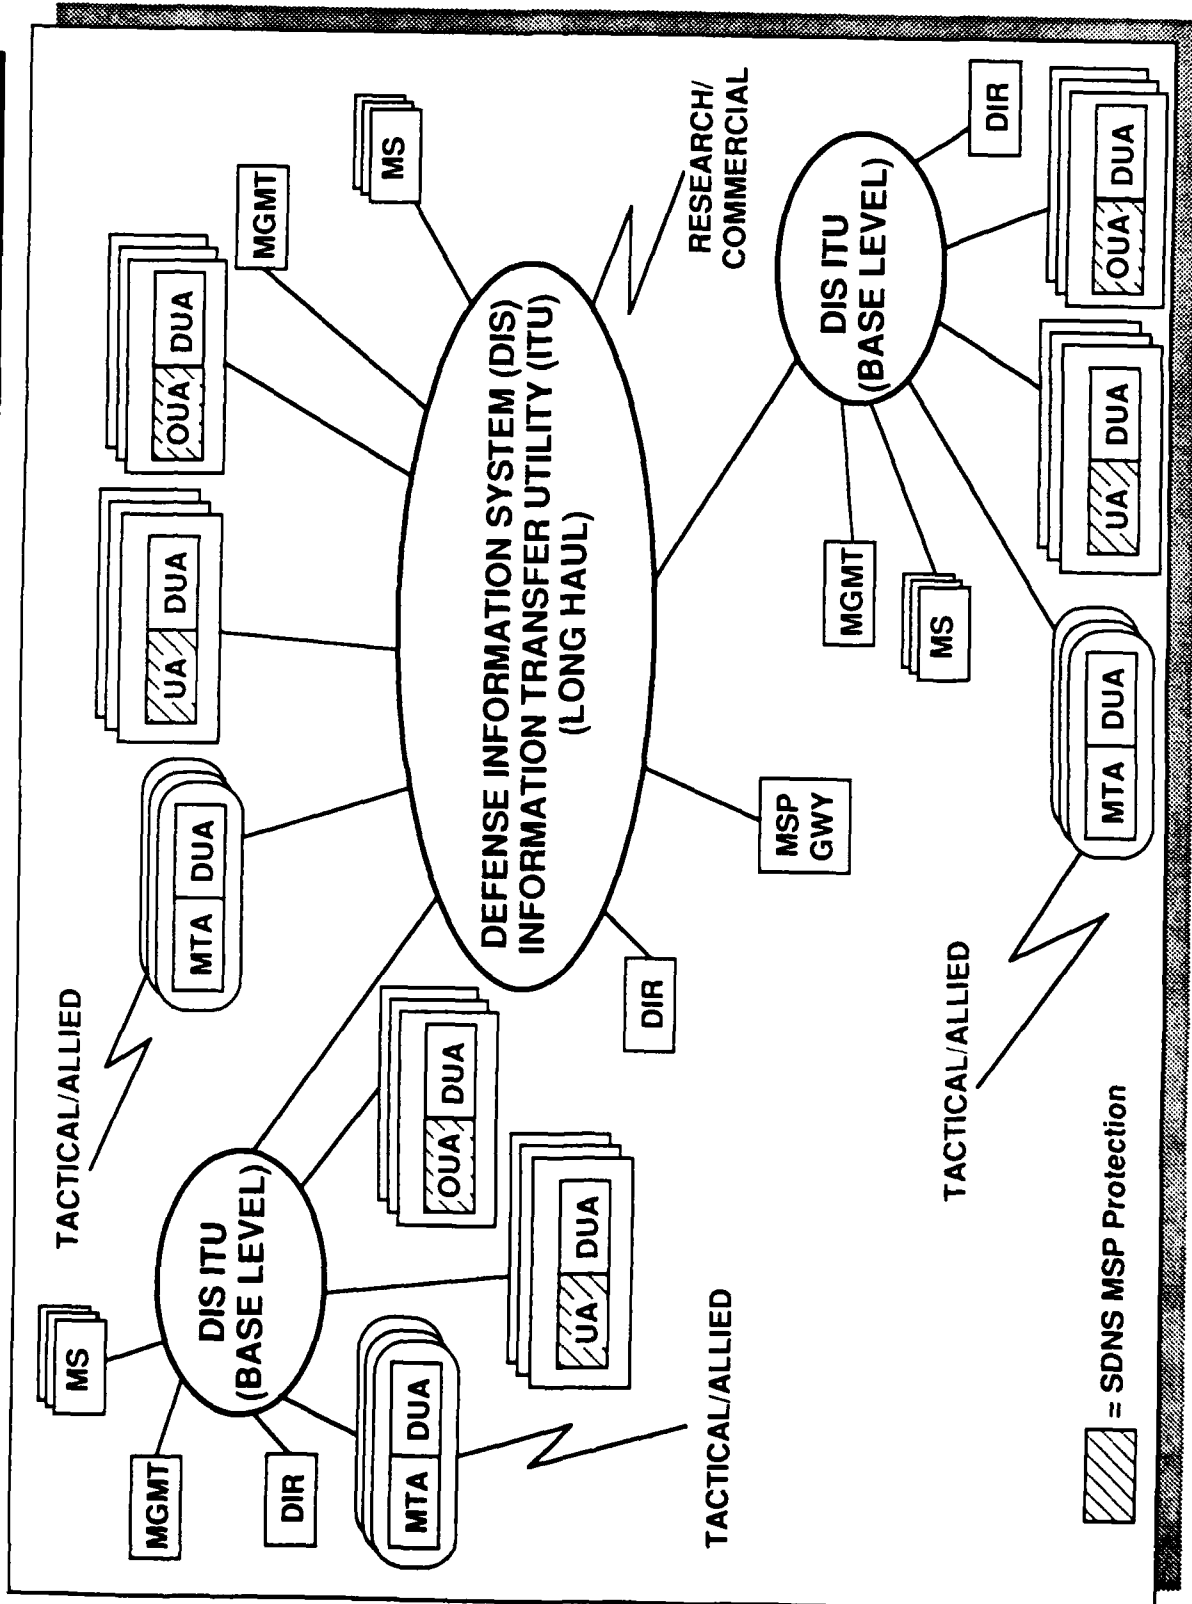 MS
TACTICAL/ALLIED
MGMT
MTA DUA
UA DUA
OUA DUA
MGMT
DIS ITU
(BASE LEVEL)
DIR
MS
MTA DUA
OUA DUA
DEFENSE INFORMATION SYSTEM (DIS)
INFORMATION TRANSFER UTILITY (ITU)
(LONG HAUL)
UA DUA
DIR
RESEARCH/
COMMERCIAL
TACTICAL/ALLIED
MSP
GWY
DIS ITU
(BASE LEVEL)
MGMT
MS
DIR
TACTICAL/ALLIED
MTA DUA
UA DUA
OUA DUA
= SDNS MSP Protection